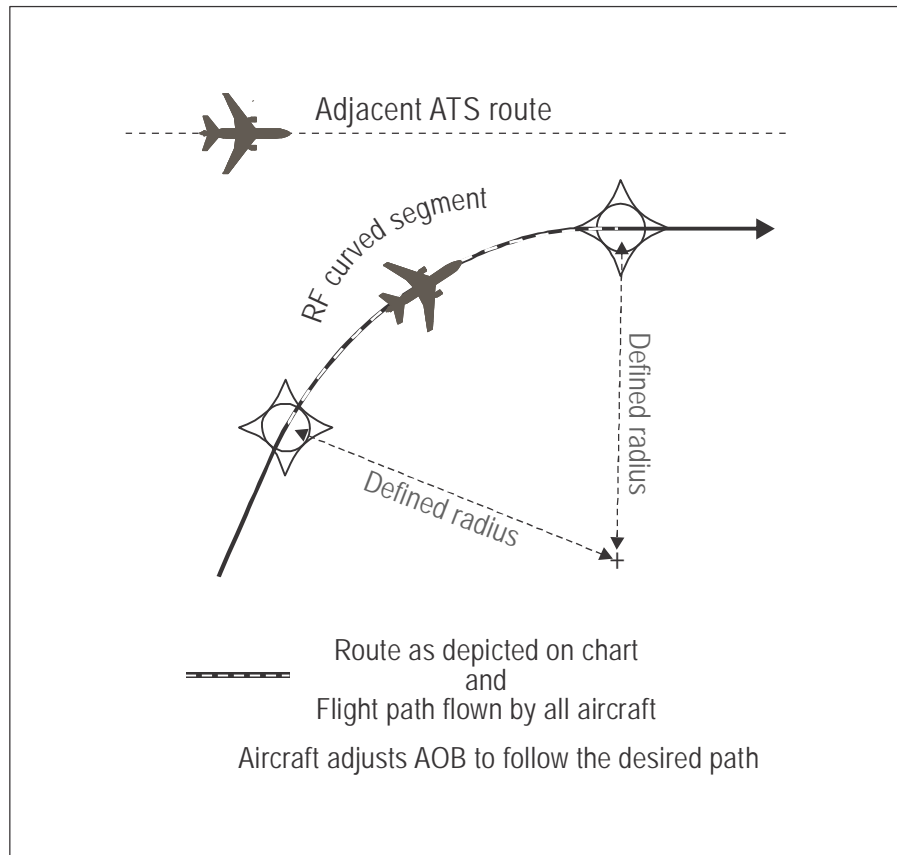 Adjacent ATS route
RF curved segment
Defined radius
Defined radius
Route as depicted on chart
and
Flight path flown by all aircraft
Aircraft adjusts AOB to follow the desired path